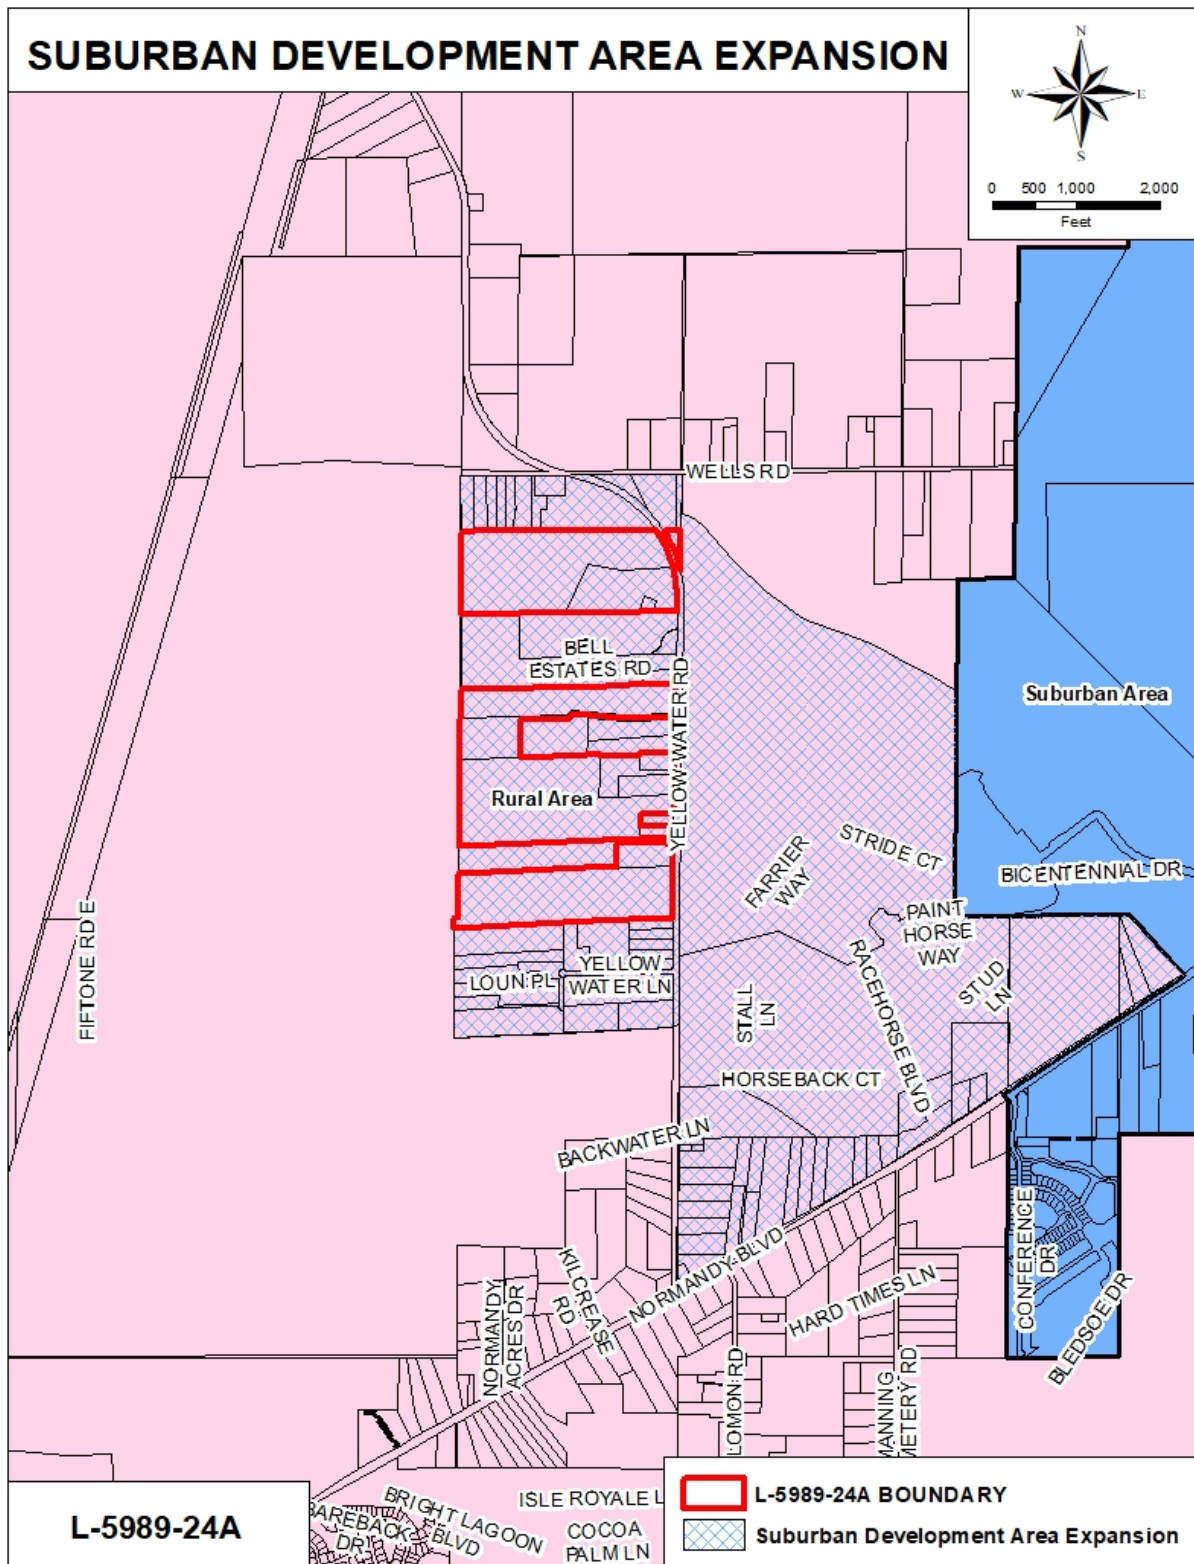 SUBURBAN DEVELOPMENT AREA EXPANSION
N
W
E
S
0 500 1,000 2,000
Feet
WELLS RD
BELL
ESTATES RD
YELLOW WATER RD
Suburban Area
Rural Area
STRIDE CT
FARRIER
WAY
BICENTENNIAL DR
PAINT
HORSE
WAY
FIFTONE RD E
YELLOW
WATER LN
LOUN PL
RACEHORSE BLVD
STUD
LN
STALL
LN
HORSEBACK CT
BACKWATER LN
CONFERENCE
DR
NORMANDY BLVD
KILCREASE
RD
NORMANDY
ACRES DR
HARD TIMES LN
BLEDSOE DR
LOMON RD
MANNING
METERY RD
L-5989-24A
BAREBACK
DR
BRIGHT LAGOON
BLVD
ISLE ROYALE L
COCOA
PALM LN
L-5989-24A BOUNDARY
Suburban Development Area Expansion